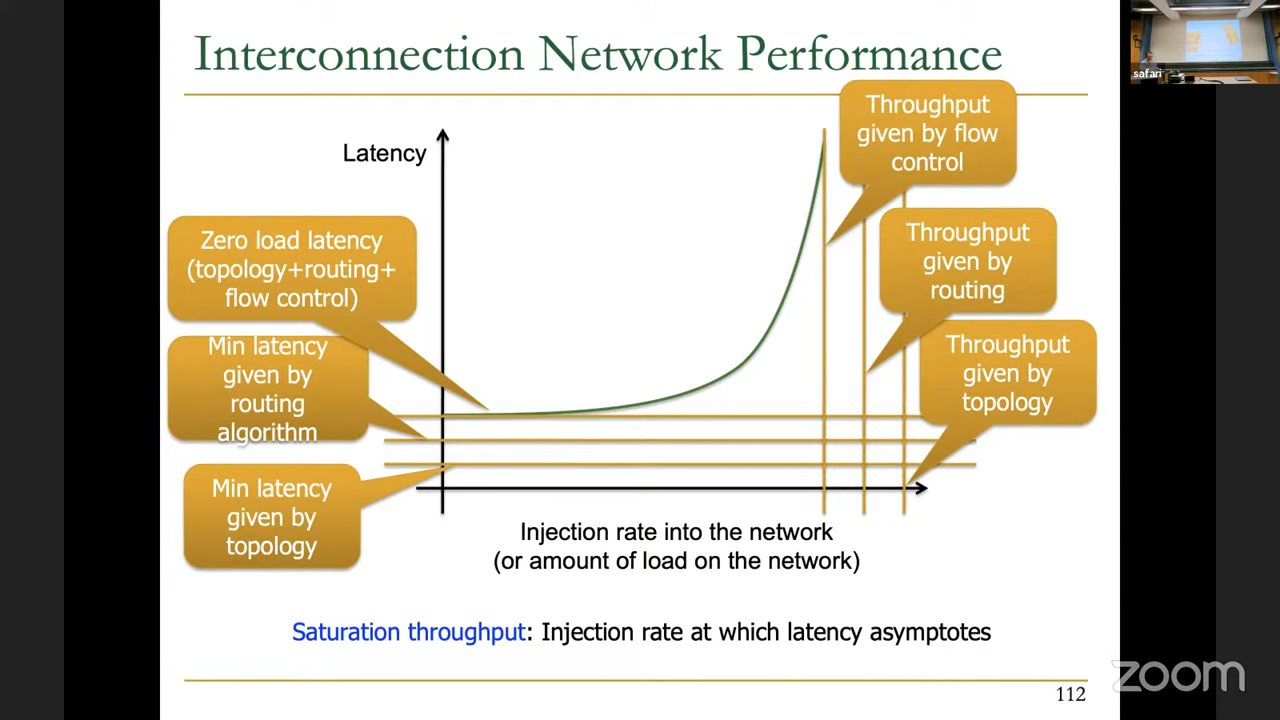 Interconnection Network Performance
safari
Throughput
given by flow
control
Latency
Zero load latency
(topology+routing+
flow control)
Throughput
given by
routing
Min latency
given by
routing
algorithm
Throughput
given by
topology
Min latency
given by
topology
Injection rate into the network
(or amount of load on the network)
Saturation throughput: Injection rate at which latency asymptotes
zoom
112